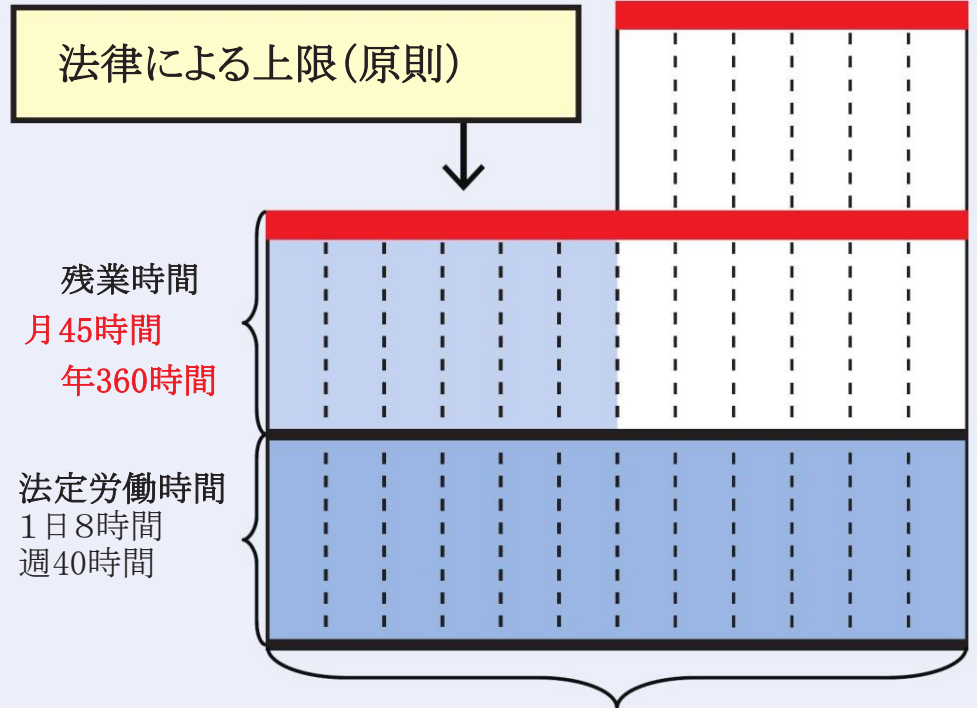 法律による上限(原則)
残業時間
月45時間
年360時間
法定労働時間
1日8時間
週40時間